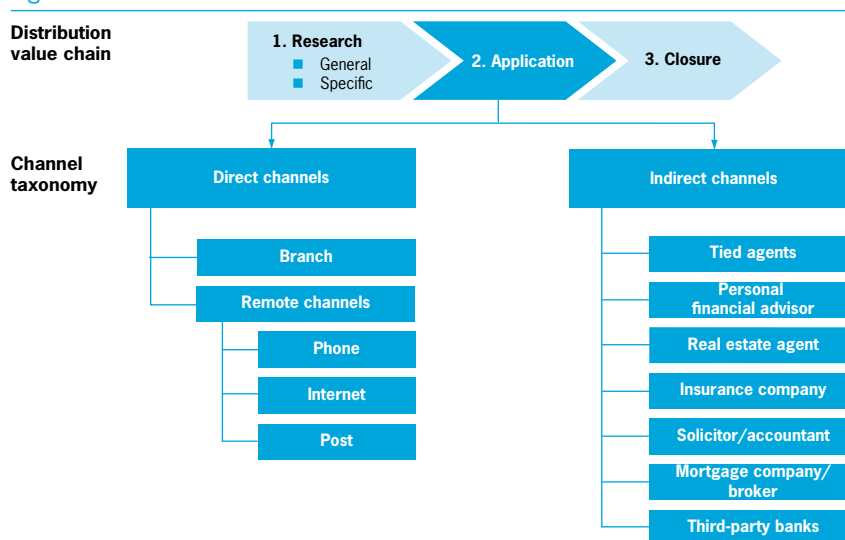 Distribution
value chain
1. Research
■ General
■ Specific
2. Application
3. Closure
Channel
taxonomy
Direct channels
Branch
Remote channels
Phone
Internet
Post
Indirect channels
Tied agents
Personal
financial advisor
Real estate agent
Insurance company
Solicitor/accountant
Mortgage company/
broker
Third-party banks